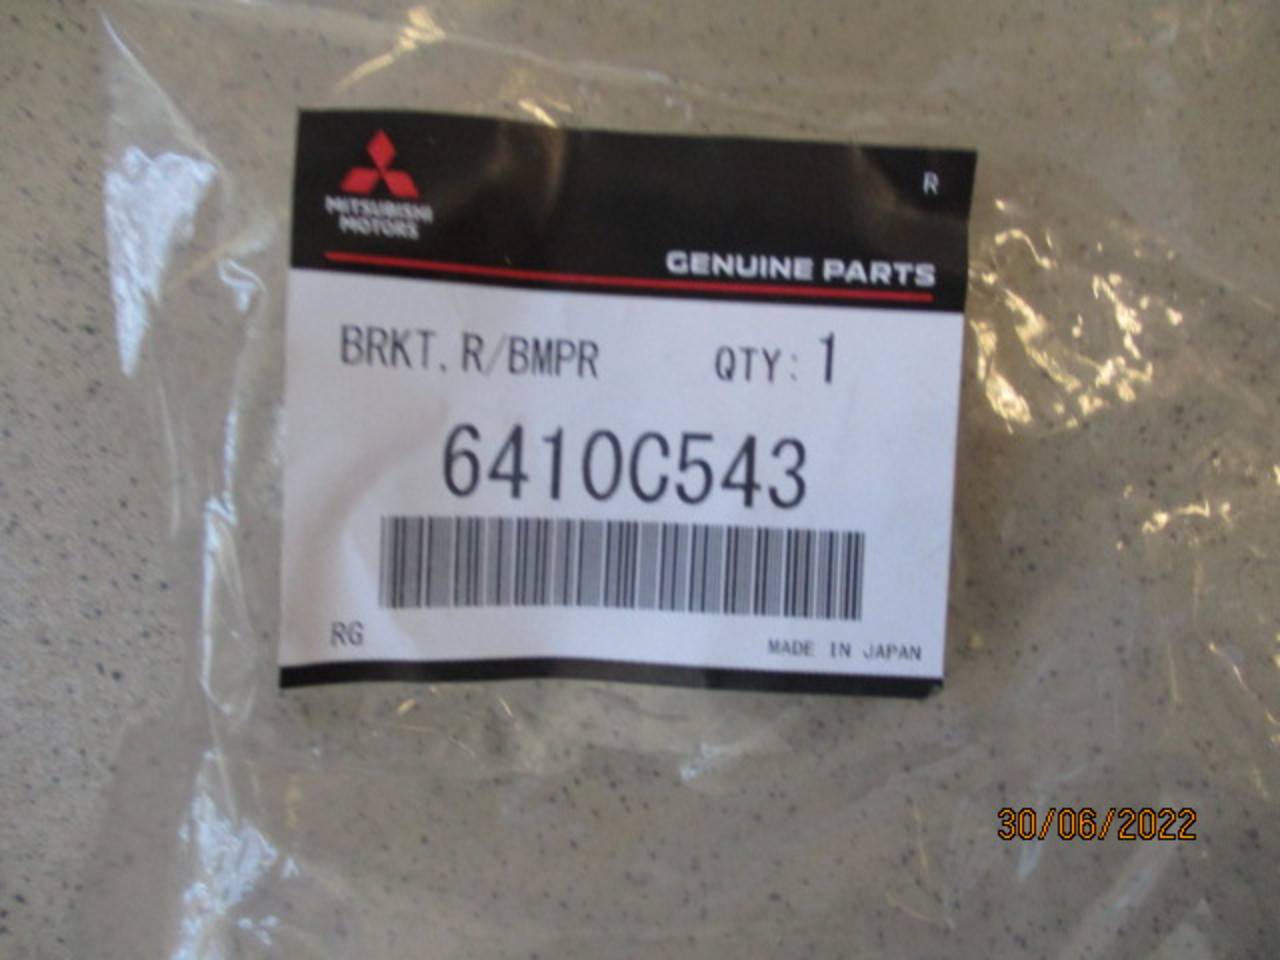 R
MITSUBISHI
MOTORS
GENUINE PARTS
BRKT, R/BMPR QTY: 1
6410C543
RG MADE IN JAPAN
30/06/2022